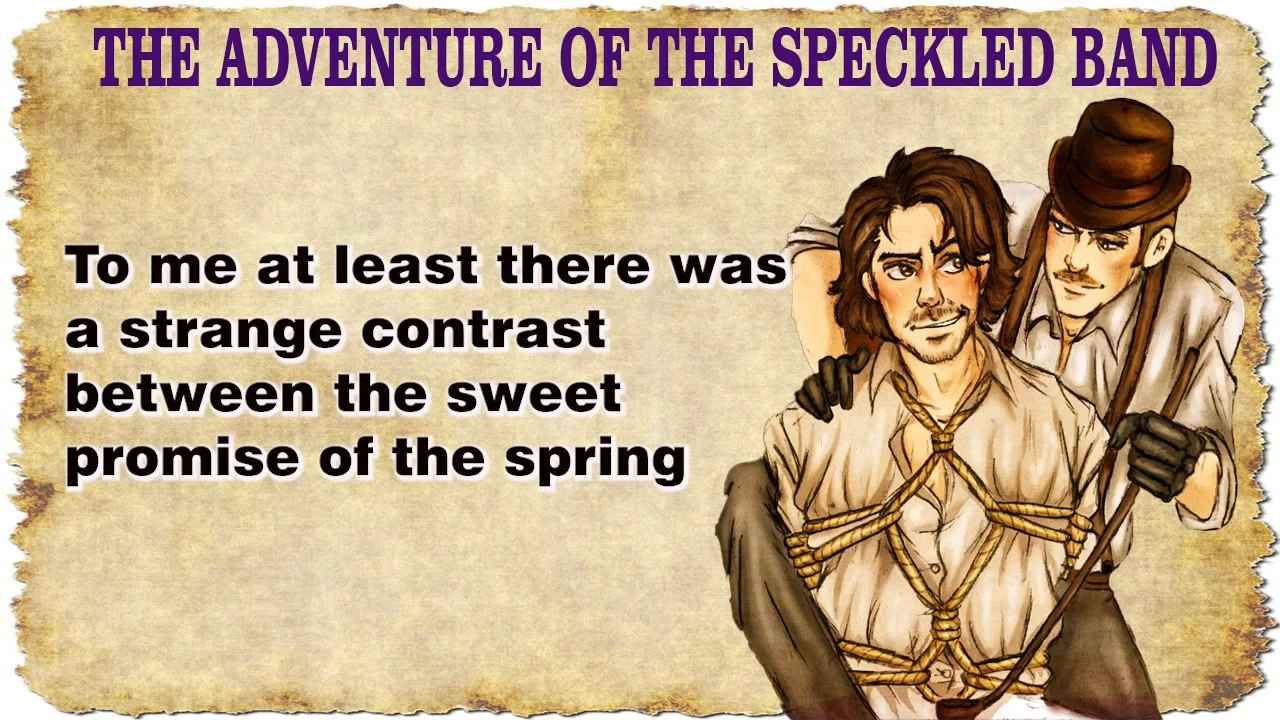 THE ADVENTURE OF THE SPECKLED BAND
To me at least there was
a strange contrast
between the sweet
promise of the spring